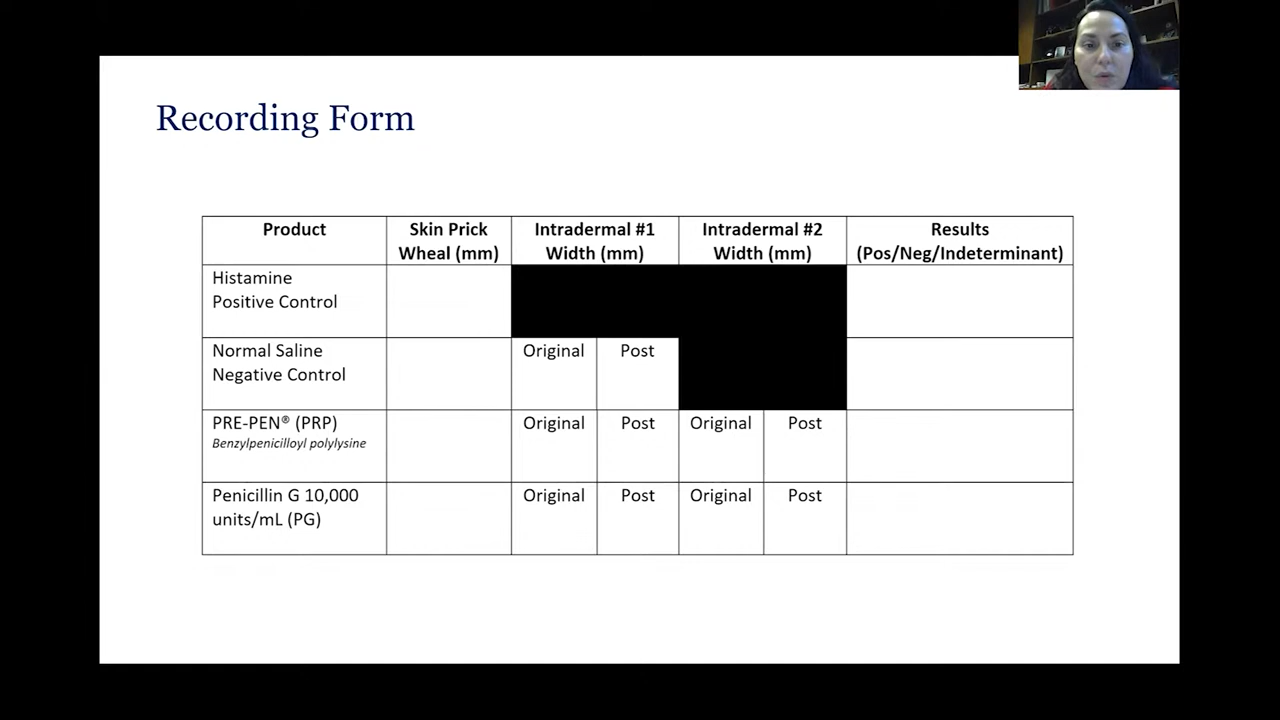 Recording Form
Product
Skin Prick
Wheal (mm)
Intradermal #1
Width (mm)
Intradermal #2
Width (mm)
Results
(Pos/Neg/Indeterminant)
Histamine
Positive Control
Normal Saline
Negative Control
Original
Post
PRE-PEN® (PRP)
Benzylpenicilloyl polylysine
Original
Post
Original
Post
Penicillin G 10,000
units/mL (PG)
Original
Post
Original
Post